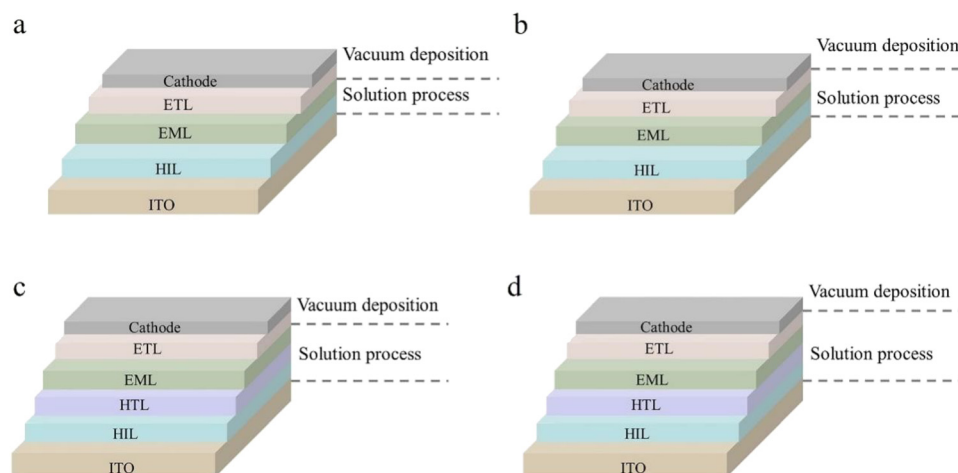 a
Vacuum deposition
Cathode
ETL
Solution process
EML
HIL
ITO
b
Vacuum deposition
Cathode
ETL
Solution process
EML
HIL
ITO
c
Vacuum deposition
Cathode
ETL
Solution process
EML
HTL
HIL
ITO
d
Vacuum deposition
Cathode
ETL
Solution process
EML
HTL
HIL
ITO